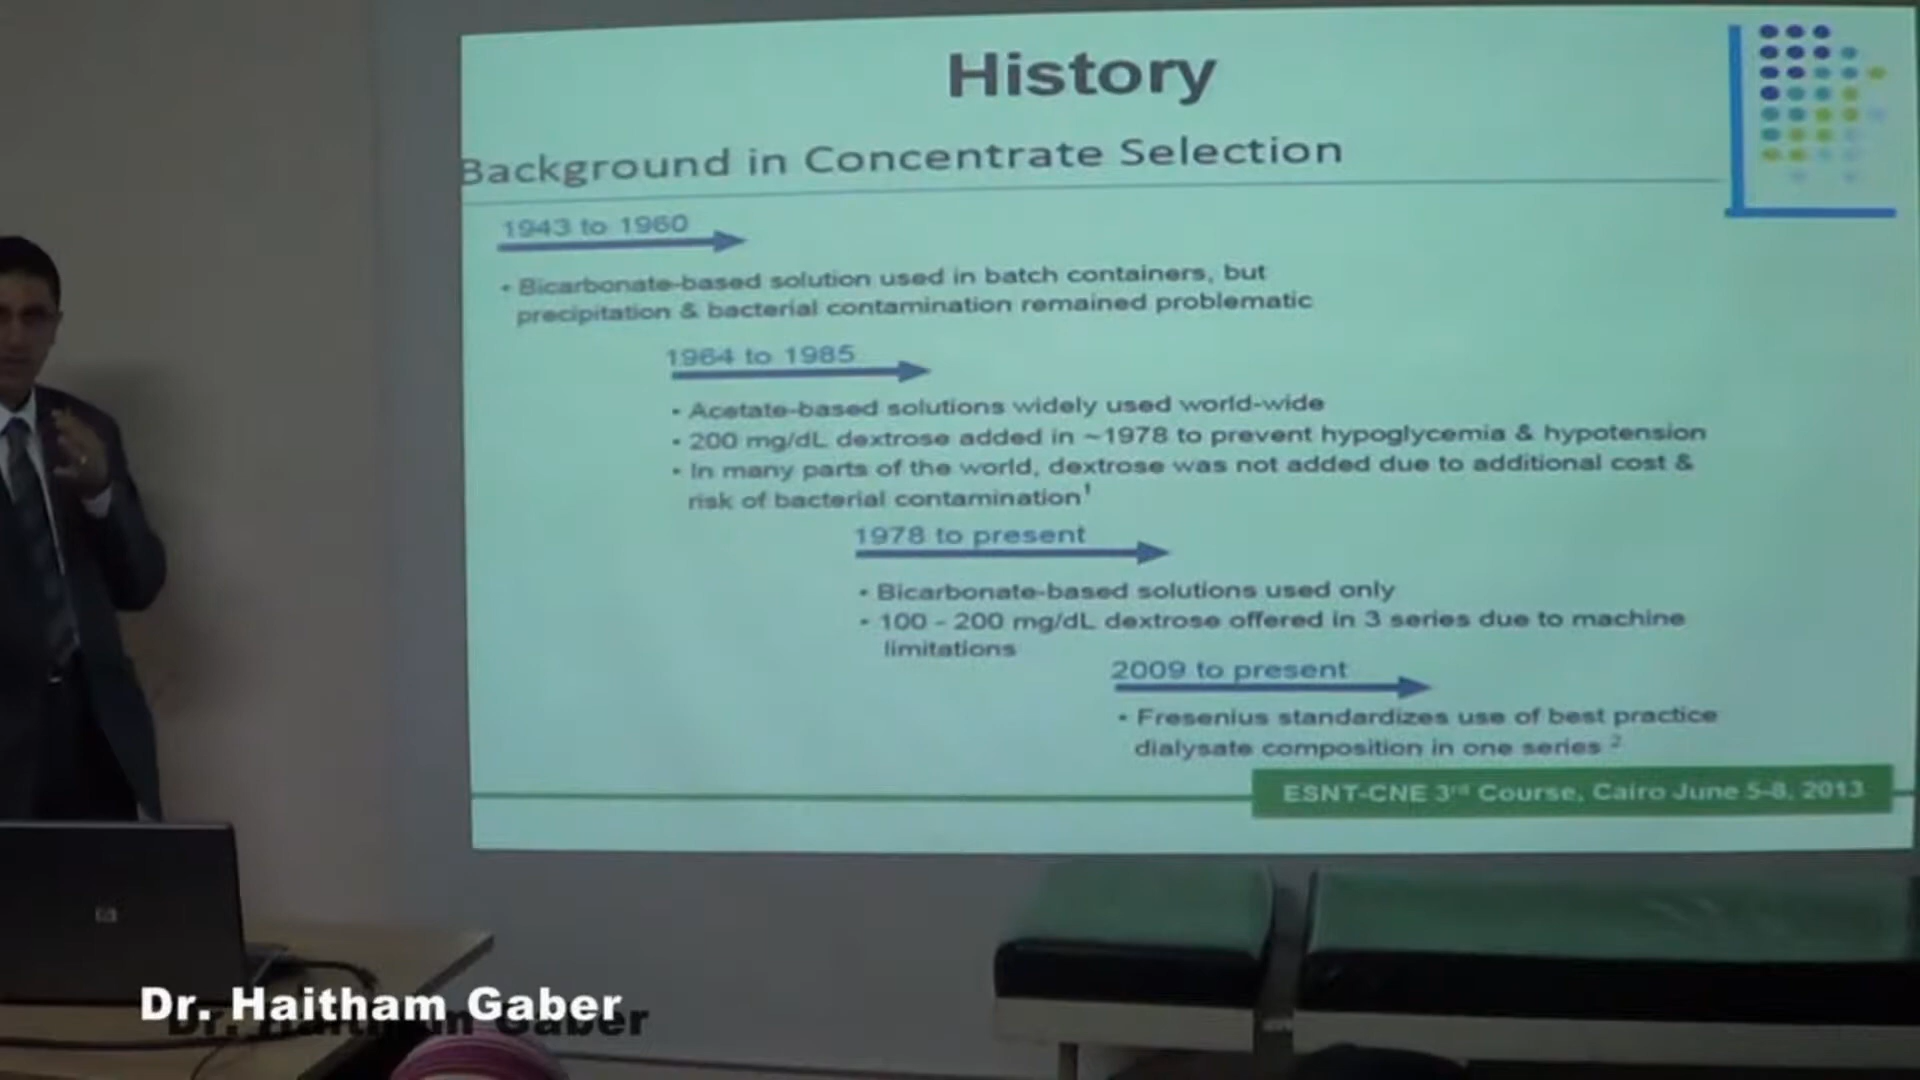 History
Background in Concentrate Selection
1943 to 1960
• Bicarbonate-based solution used in batch containers, but
precipitation & bacterial contamination remained problematic
1964 to 1985
• Acetate-based solutions widely used world-wide
• 200 mg/dL dextrose added in ~1978 to prevent hypoglycemia & hypotension
• In many parts of the world, dextrose was not added due to additional cost &
risk of bacterial contamination¹
1978 to present
• Bicarbonate-based solutions used only
• 100 - 200 mg/dL dextrose offered in 3 series due to machine
limitations
2009 to present
• Fresenius standardizes use of best practice
dialysate composition in one series ²
ESNT-CNE 3rd Course, Cairo June 5-8, 2013
hp
Dr. Haitham Gaber